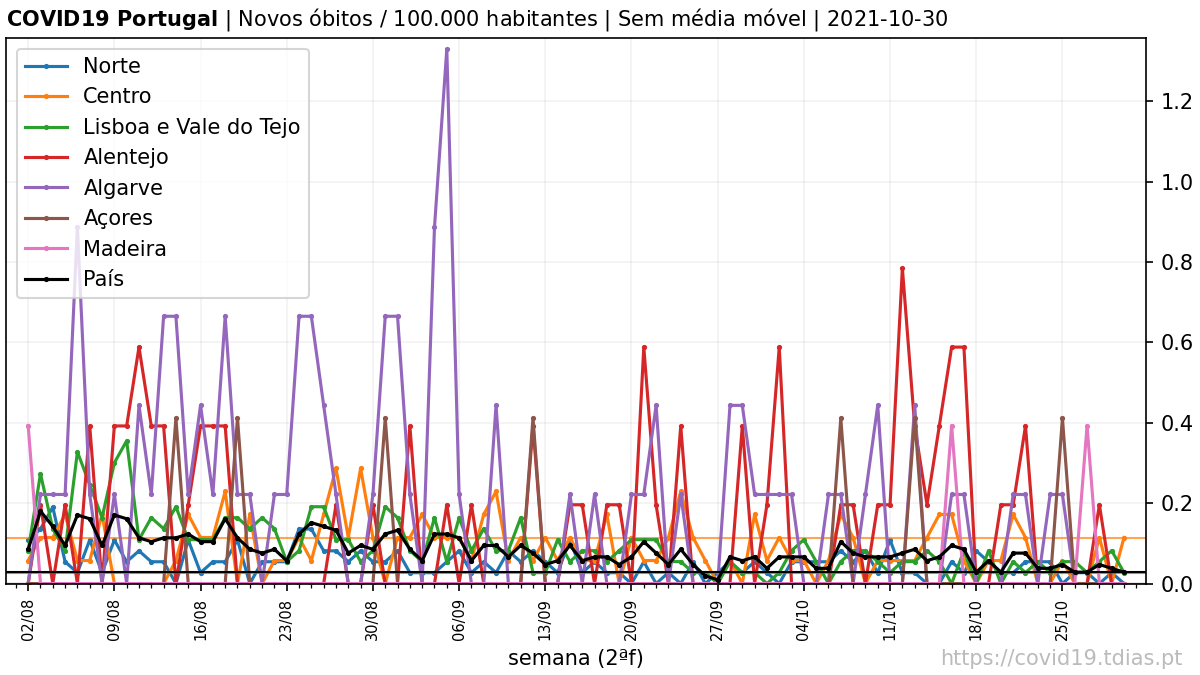 COVID19 Portugal | Novos óbitos / 100.000 habitantes | Sem média móvel | 2021-10-30
Norte
Centro
Lisboa e Vale do Tejo
Alentejo
Algarve
Açores
Madeira
País
1.2
1.0
0.8
0.6
0.4
0.2
0.0
02/08
09/08
16/08
23/08
30/08
06/09
13/09
20/09
27/09
04/10
11/10
18/10
25/10
semana (2ªf)
https://covid19.tdias.pt